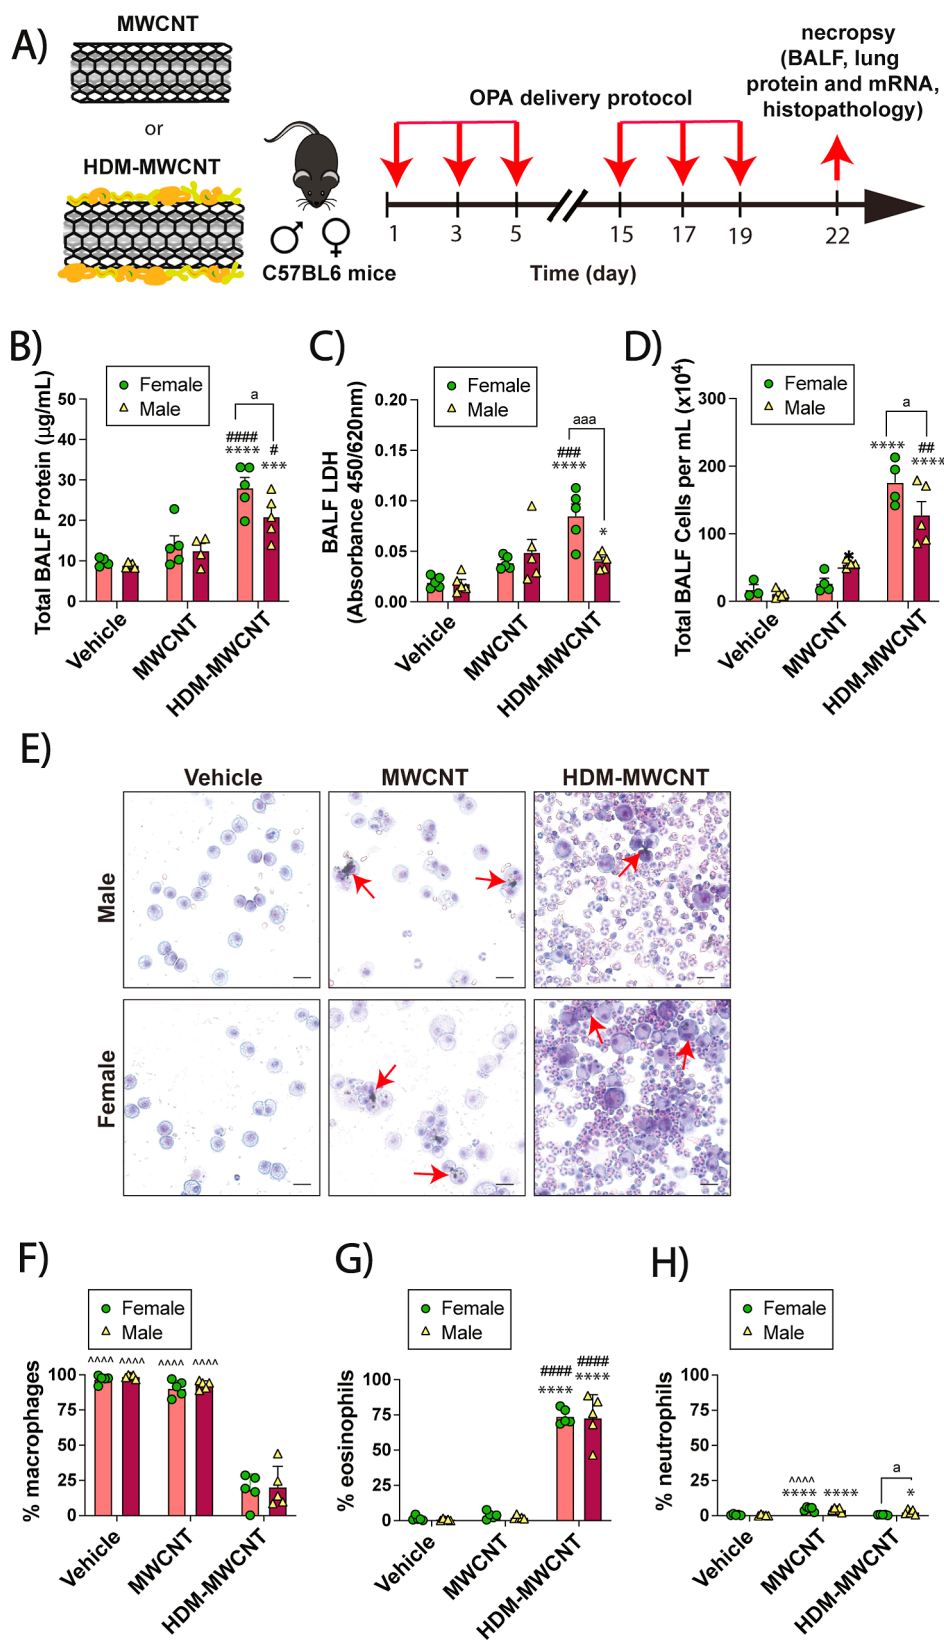 A)
MWCNT
or
HDM-MWCNT
C57BL6 mice
OPA delivery protocol
necropsy
(BALF, lung
protein and mRNA,
histopathology)
1 3 5 15 17 19 22
Time (day)
B)
Female
Male
Total BALF Protein (µg/mL)
50
40
30
20
10
0
a
#### #
**** ***
Vehicle
MWCNT
HDM-MWCNT
C)
Female
Male
BALF LDH
(Absorbance 450/620nm)
0.20
0.15
0.10
0.05
0.00
aaa
###
****
*
Vehicle
MWCNT
HDM-MWCNT
D)
Female
Male
Total BALF Cells per mL (x10⁴)
300
200
100
0
a
##
**** ****
*
Vehicle
MWCNT
HDM-MWCNT
E)
Vehicle MWCNT HDM-MWCNT
Male
Female
F)
Female
Male
% macrophages
100
75
50
25
0
^^^^ ^^^^ ^^^^ ^^^^
Vehicle
MWCNT
HDM-MWCNT
G)
Female
Male
% eosinophils
100
75
50
25
0
#### ####
**** ****
Vehicle
MWCNT
HDM-MWCNT
H)
Female
Male
% neutrophils
100
75
50
25
0
^^^^
**** ****
a
*
Vehicle
MWCNT
HDM-MWCNT